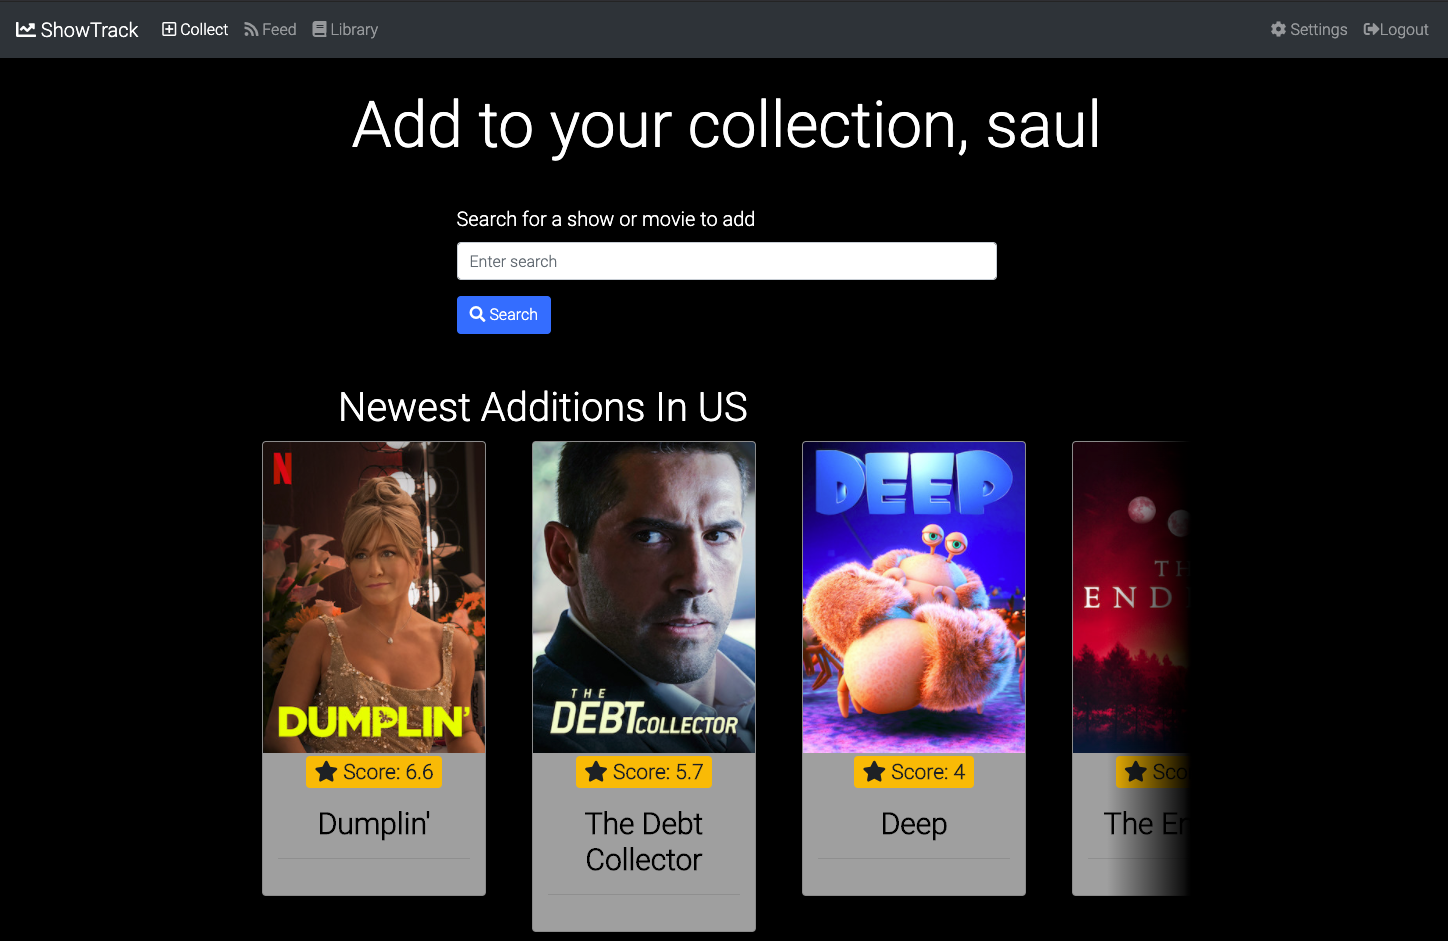 ShowTrack Collect Feed Library Settings Logout
Add to your collection, saul
Search for a show or movie to add
Enter search
Search
Newest Additions In US
N
DUMPLIN'
Score: 6.6
Dumplin'
THE
DEBT COLLECTOR
Score: 5.7
The Debt
Collector
DEEP
Score: 4
Deep
TH
END
Sco
The En